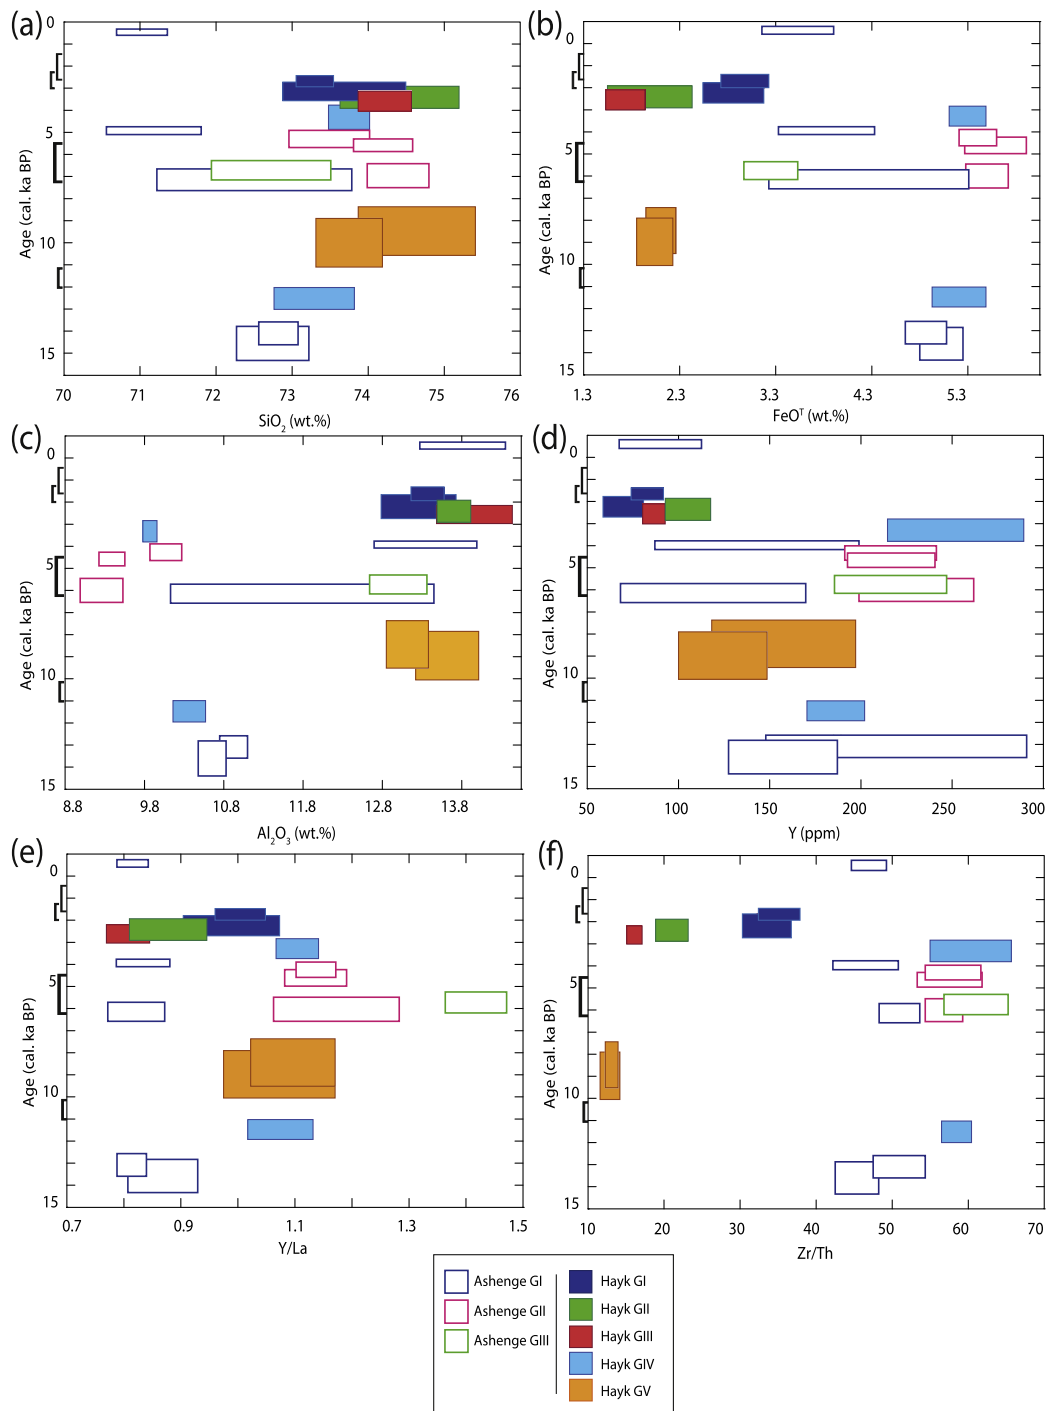 (a)
0
5
10
15
Age (cal. ka BP)
70 71 72 73 74 75 76
SiO2 (wt.%)
(b)
0
5
10
15
Age (cal. ka BP)
1.3 2.3 3.3 4.3 5.3
FeOT (wt.%)
(c)
0
5
10
15
Age (cal. ka BP)
8.8 9.8 10.8 11.8 12.8 13.8
Al2O3 (wt.%)
(d)
0
5
10
15
Age (cal. ka BP)
50 100 150 200 250 300
Y (ppm)
(e)
0
5
10
15
Age (cal. ka BP)
0.7 0.9 1.1 1.3 1.5
Y/La
(f)
0
5
10
15
Age (cal. ka BP)
10 20 30 40 50 60 70
Zr/Th
Ashenge GI
Ashenge GII
Ashenge GIII
Hayk GI
Hayk GII
Hayk GIII
Hayk GIV
Hayk GV